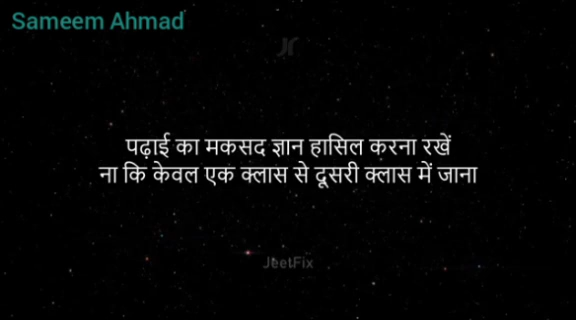 Sameem Ahmad
पढ़ाई का मकसद ज्ञान हासिल करना रखें
ना कि केवल एक क्लास से दूसरी क्लास में जाना
JeetFix